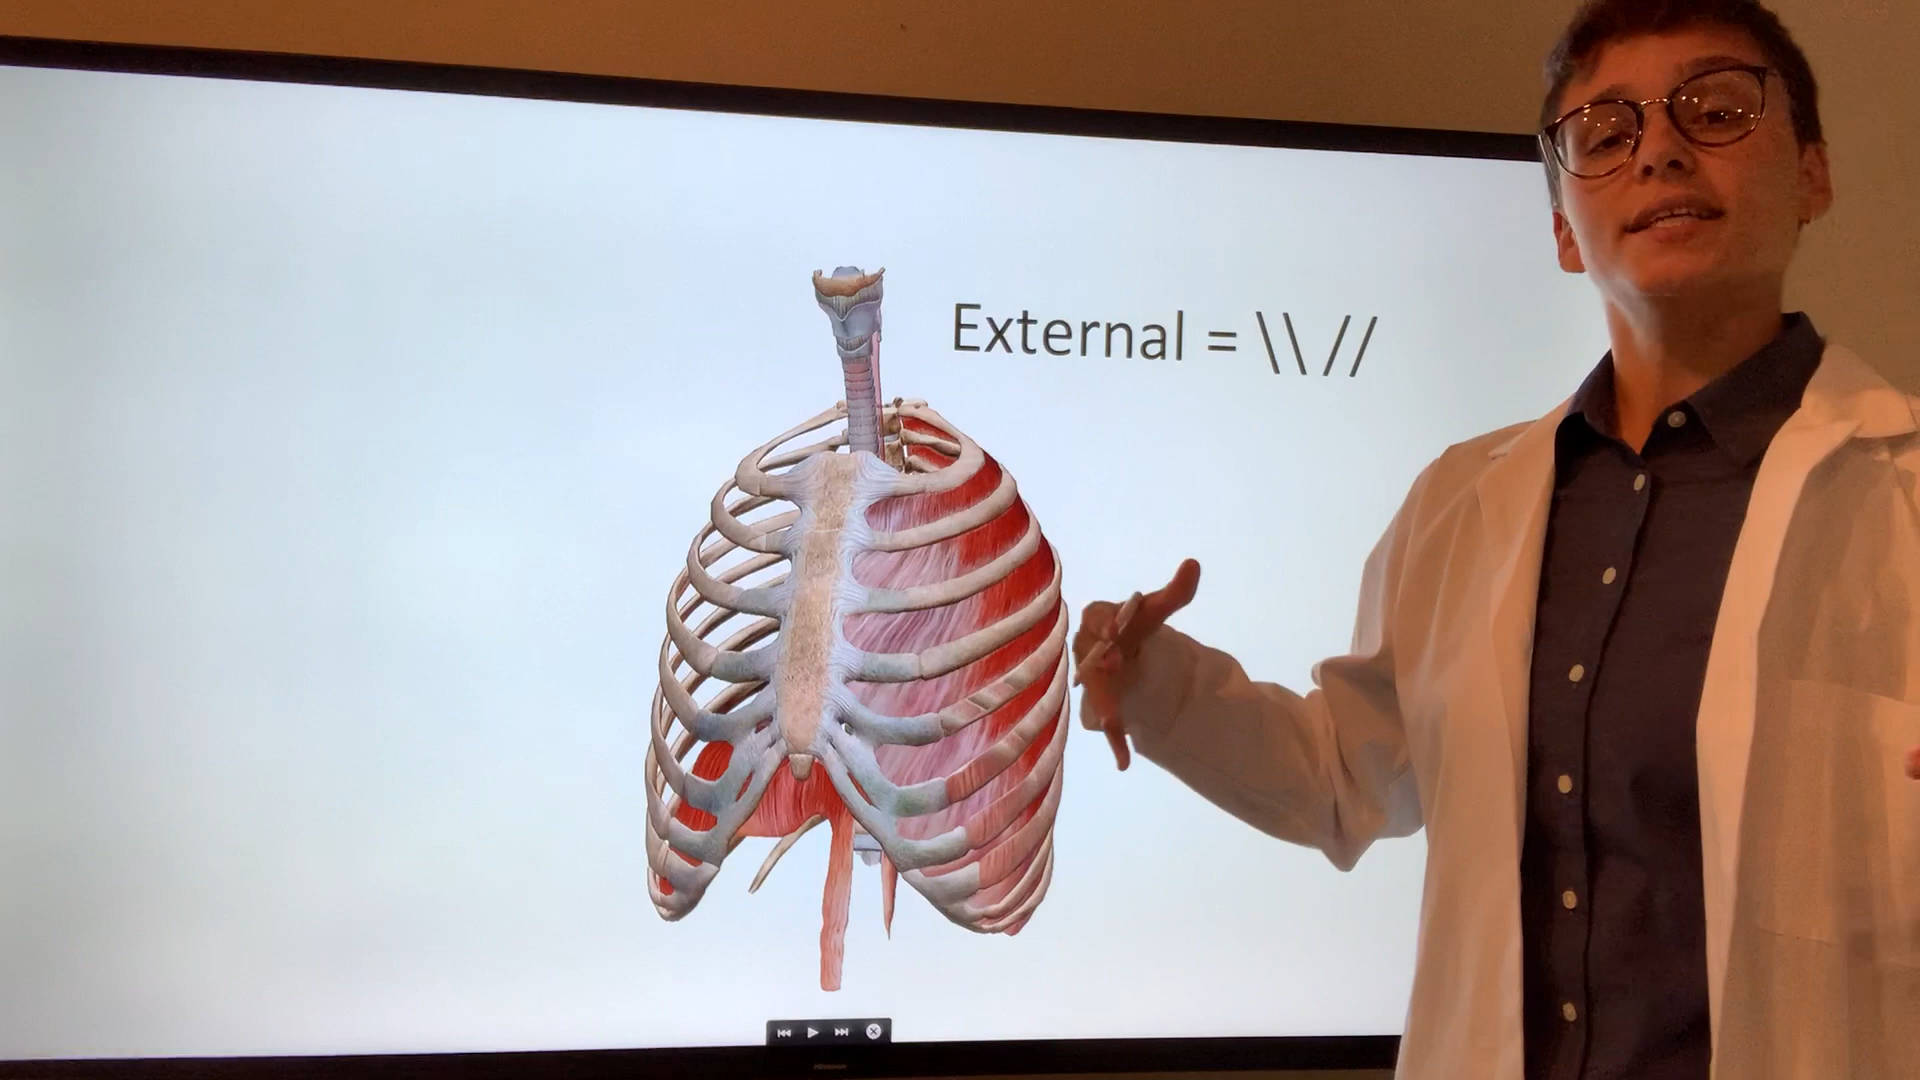 External = \\ //